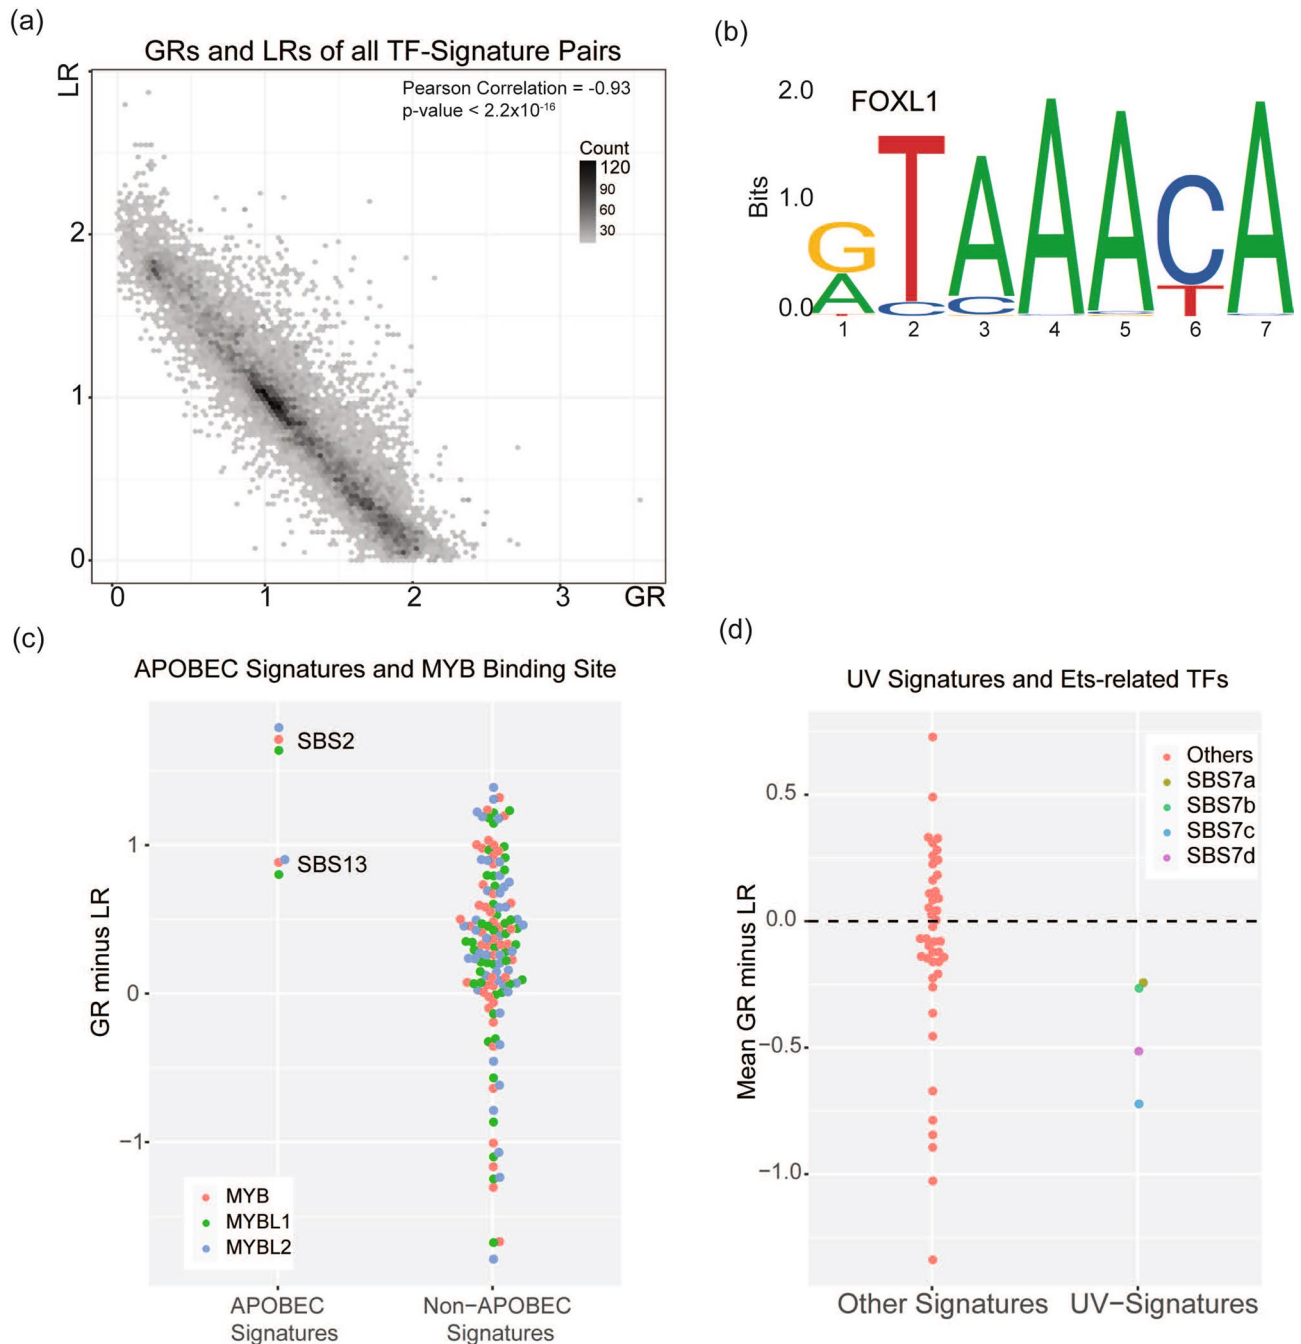 (a)
GRs and LRs of all TF-Signature Pairs
LR
Pearson Correlation = -0.93
p-value < 2.2x10⁻¹⁶
Count
120
90
60
30
2
1
0
0 1 2 3 GR
(b)
FOXL1
Bits
2.0
1.0
0.0
G T A A A C A
A C C T
1 2 3 4 5 6 7
(c)
APOBEC Signatures and MYB Binding Site
GR minus LR
1
0
−1
SBS2
SBS13
MYB
MYBL1
MYBL2
APOBEC
Signatures
Non−APOBEC
Signatures
(d)
UV Signatures and Ets-related TFs
Mean GR minus LR
0.5
0.0
−0.5
−1.0
Others
SBS7a
SBS7b
SBS7c
SBS7d
Other Signatures
UV−Signatures